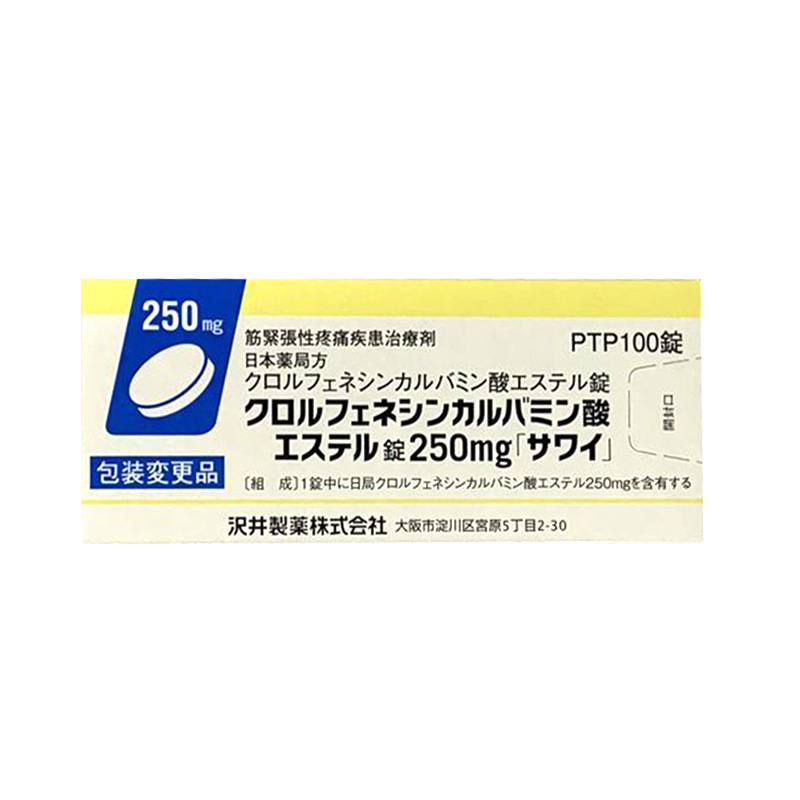 250mg
筋緊張性疼痛疾患治療剤
PTP100錠
日本薬局方
クロルフェネシンカルバミン酸エステル錠
クロルフェネシンカルバミン酸
エステル錠250mg「サワイ」
開封口
包装変更品
〔組 成〕1錠中に日局クロルフェネシンカルバミン酸エステル250mgを含有する
沢井製薬株式会社 大阪市淀川区宮原5丁目2-30